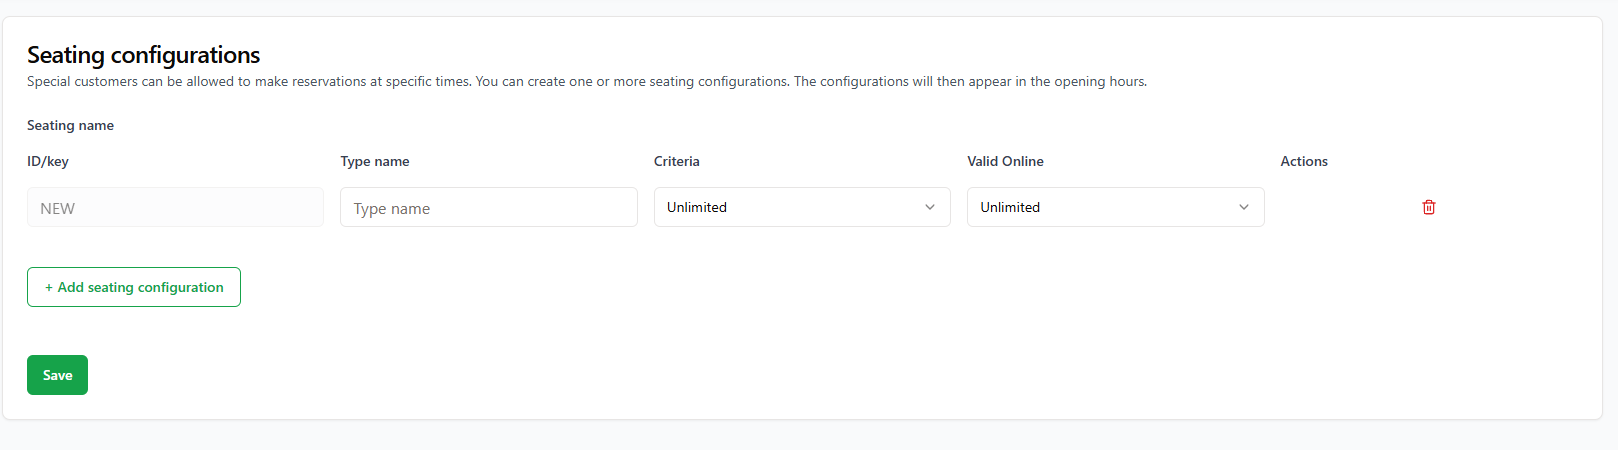 Seating configurations
Special customers can be allowed to make reservations at specific times. You can create one or more seating configurations. The configurations will then appear in the opening hours.
Seating name
ID/key Type name Criteria Valid Online Actions
NEW Type name Unlimited Unlimited
+ Add seating configuration
Save